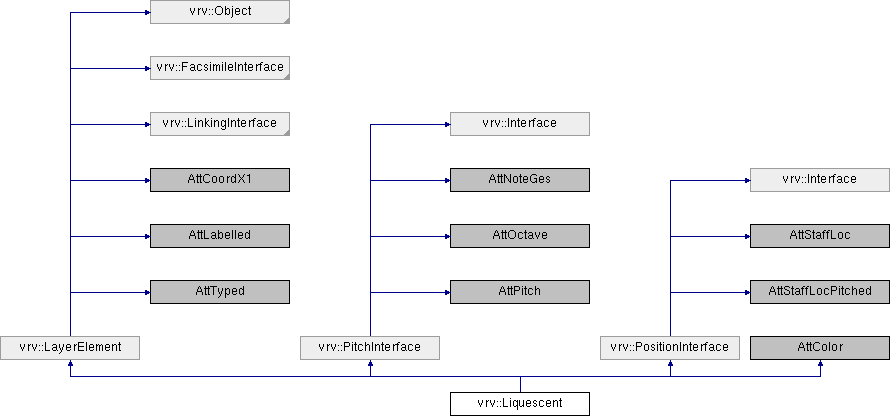 vrv::Object
vrv::FacsimileInterface
vrv::LinkingInterface
vrv::Interface
AttCoordX1
AttNoteGes
vrv::Interface
AttLabelled
AttOctave
AttStaffLoc
AttTyped
AttPitch
AttStaffLocPitched
vrv::LayerElement
vrv::PitchInterface
vrv::PositionInterface
AttColor
vrv::Liquescent